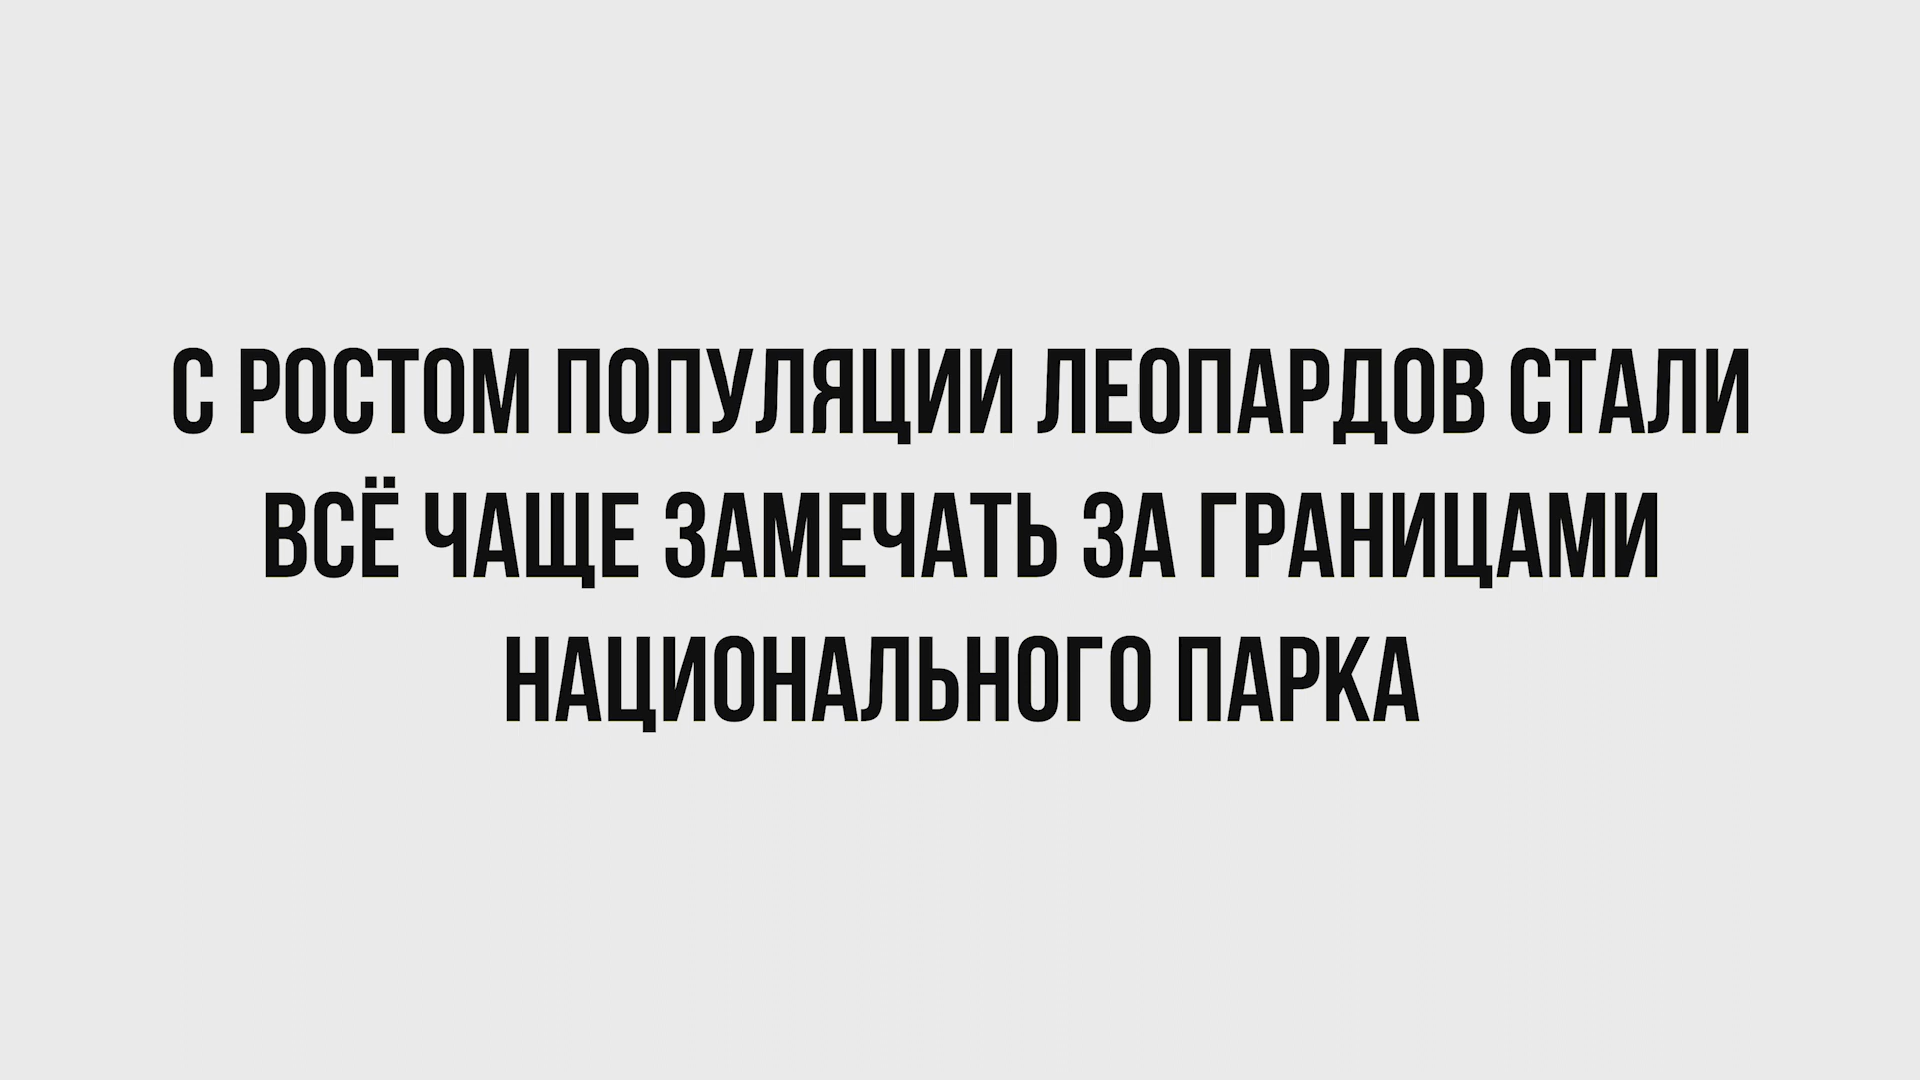 С РОСТОМ ПОПУЛЯЦИИ ЛЕОПАРДОВ СТАЛИ
ВСЁ ЧАЩЕ ЗАМЕЧАТЬ ЗА ГРАНИЦАМИ
НАЦИОНАЛЬНОГО ПАРКА